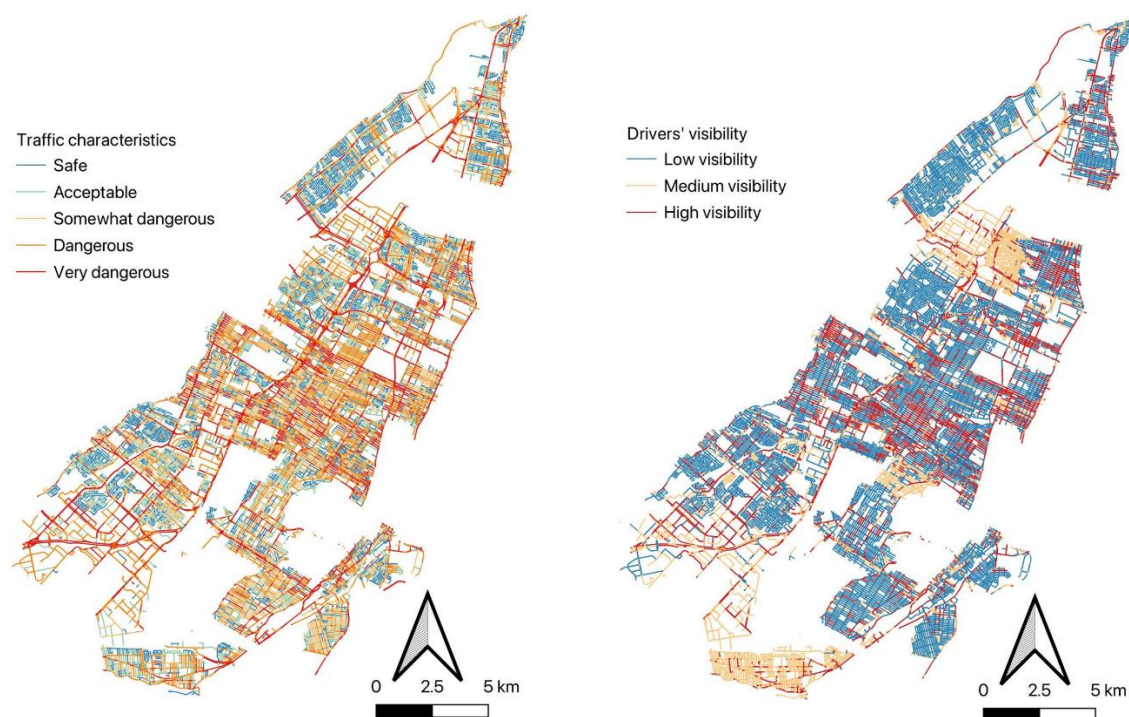 Traffic characteristics
Safe
Acceptable
Somewhat dangerous
Dangerous
Very dangerous
0 2.5 5 km
Drivers' visibility
Low visibility
Medium visibility
High visibility
0 2.5 5 km